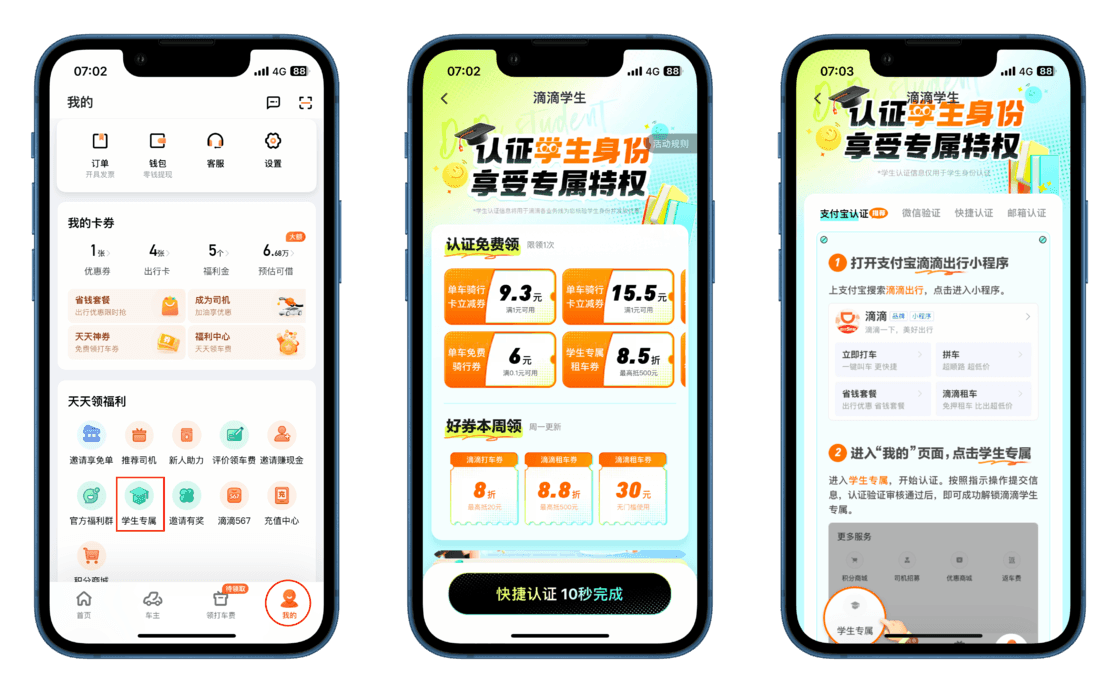 07:02
4G 88
我的
订单
钱包
客服
设置
开具发票
零钱提现
我的卡券
大额
1张
4张
5个
6.68万
优惠券
出行卡
福利金
预估可借
省钱套餐
出行优惠限时抢
成为司机
加油享优惠
天天神券
免费领打车券
福利中心
天天领车费
天天领福利
邀请享免单
推荐司机
新人助力
评价领车费
邀请赚现金
官方福利群
学生专属
邀请有奖
滴滴567
充
充值中心
积分商城
待领取
首页
车主
领打车费
我的
07:02
4G 88
滴滴学生
认证学生身份
活动规则
享受专属特权
认证免费领 限领1次
单车骑行卡立减券
9.3元
满1元可用
单车骑行卡立减券
15.5元
满1元可用
单车免费骑行券
6元
满0.1元可用
学生专属租车券
8.5折
最高抵500元
好券本周领 周一更新
滴滴打车券
滴滴租车券
滴滴租车券
8折
8.8折
30元
最高抵20元
最高抵500元
无门槛使用
快捷认证 10秒完成
07:03
4G 88
滴滴学生
认证学生身份
享受专属特权
*学生认证信息仅用于学生身份认证
支付宝认证 推荐 微信验证 快捷认证 邮箱认证
1 打开支付宝滴滴出行小程序
上支付宝搜索滴滴出行，点击进入小程序。
滴滴 品牌 小程序
滴滴一下，美好出行
立即打车
一键叫车 更快捷
拼车
超顺路 超低价
省钱套餐
出行优惠 省钱套餐
滴滴租车
免押租车 比出超低价
2 进入“我的”页面，点击学生专属
进入学生专属，开始认证。按照指示操作提交信
息，认证验证审核通过后，即可成功解锁滴滴学生
专属。
更多服务
积分商城
司机招募
优惠商城
返车费
学生专属